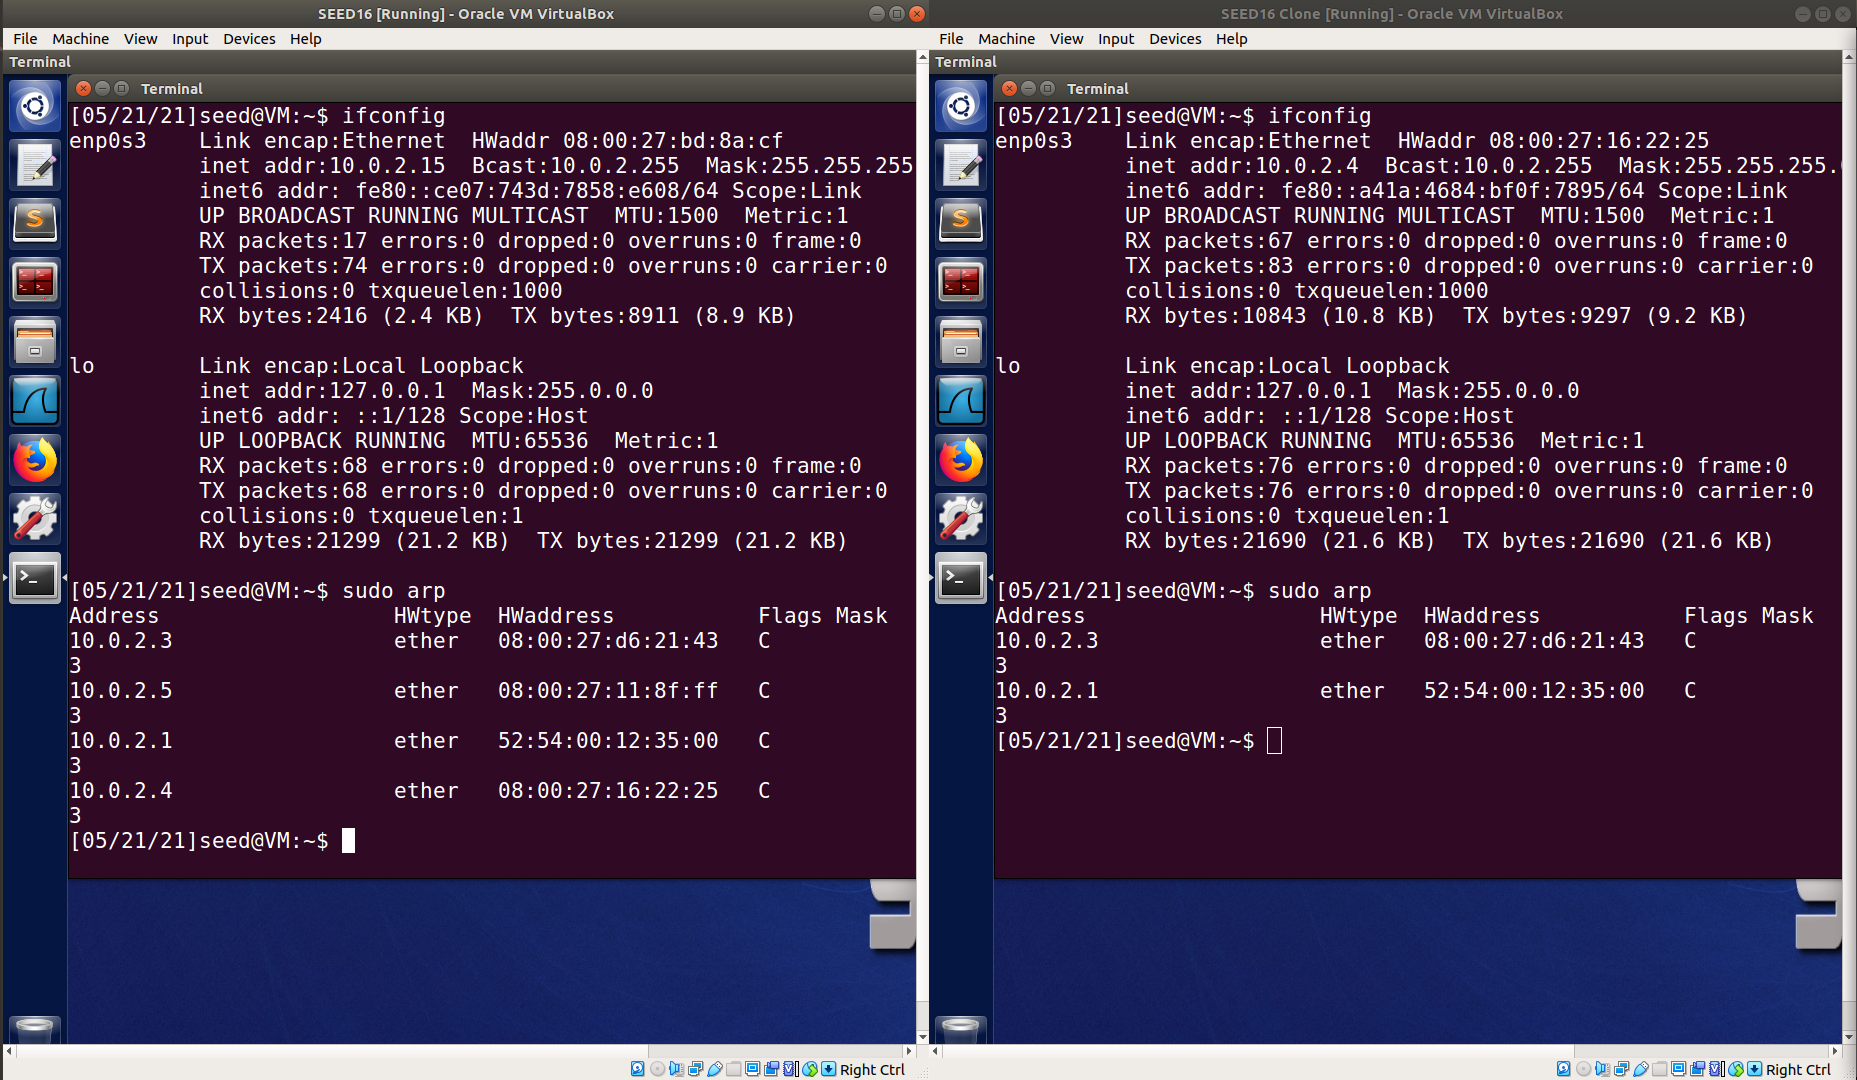 SEED16 [Running] - Oracle VM VirtualBox
File Machine View Input Devices Help
Terminal
Terminal
[05/21/21]seed@VM:~$ ifconfig
enp0s3    Link encap:Ethernet  HWaddr 08:00:27:bd:8a:cf
inet addr:10.0.2.15  Bcast:10.0.2.255  Mask:255.255.255
inet6 addr: fe80::ce07:743d:7858:e608/64 Scope:Link
UP BROADCAST RUNNING MULTICAST  MTU:1500  Metric:1
RX packets:17 errors:0 dropped:0 overruns:0 frame:0
TX packets:74 errors:0 dropped:0 overruns:0 carrier:0
collisions:0 txqueuelen:1000
RX bytes:2416 (2.4 KB)  TX bytes:8911 (8.9 KB)
lo        Link encap:Local Loopback
inet addr:127.0.0.1  Mask:255.0.0.0
inet6 addr: ::1/128 Scope:Host
UP LOOPBACK RUNNING  MTU:65536  Metric:1
RX packets:68 errors:0 dropped:0 overruns:0 frame:0
TX packets:68 errors:0 dropped:0 overruns:0 carrier:0
collisions:0 txqueuelen:1
RX bytes:21299 (21.2 KB)  TX bytes:21299 (21.2 KB)
[05/21/21]seed@VM:~$ sudo arp
Address                  HWtype  HWaddress           Flags Mask
10.0.2.3                 ether   08:00:27:d6:21:43   C
3
10.0.2.5                 ether   08:00:27:11:8f:ff   C
3
10.0.2.1                 ether   52:54:00:12:35:00   C
3
10.0.2.4                 ether   08:00:27:16:22:25   C
3
[05/21/21]seed@VM:~$
Right Ctrl
SEED16 Clone [Running] - Oracle VM VirtualBox
File Machine View Input Devices Help
Terminal
Terminal
[05/21/21]seed@VM:~$ ifconfig
enp0s3    Link encap:Ethernet  HWaddr 08:00:27:16:22:25
inet addr:10.0.2.4  Bcast:10.0.2.255  Mask:255.255.255.
inet6 addr: fe80::a41a:4684:bf0f:7895/64 Scope:Link
UP BROADCAST RUNNING MULTICAST  MTU:1500  Metric:1
RX packets:67 errors:0 dropped:0 overruns:0 frame:0
TX packets:83 errors:0 dropped:0 overruns:0 carrier:0
collisions:0 txqueuelen:1000
RX bytes:10843 (10.8 KB)  TX bytes:9297 (9.2 KB)
lo        Link encap:Local Loopback
inet addr:127.0.0.1  Mask:255.0.0.0
inet6 addr: ::1/128 Scope:Host
UP LOOPBACK RUNNING  MTU:65536  Metric:1
RX packets:76 errors:0 dropped:0 overruns:0 frame:0
TX packets:76 errors:0 dropped:0 overruns:0 carrier:0
collisions:0 txqueuelen:1
RX bytes:21690 (21.6 KB)  TX bytes:21690 (21.6 KB)
[05/21/21]seed@VM:~$ sudo arp
Address                  HWtype  HWaddress           Flags Mask
10.0.2.3                 ether   08:00:27:d6:21:43   C
3
10.0.2.1                 ether   52:54:00:12:35:00   C
3
[05/21/21]seed@VM:~$
Right Ctrl